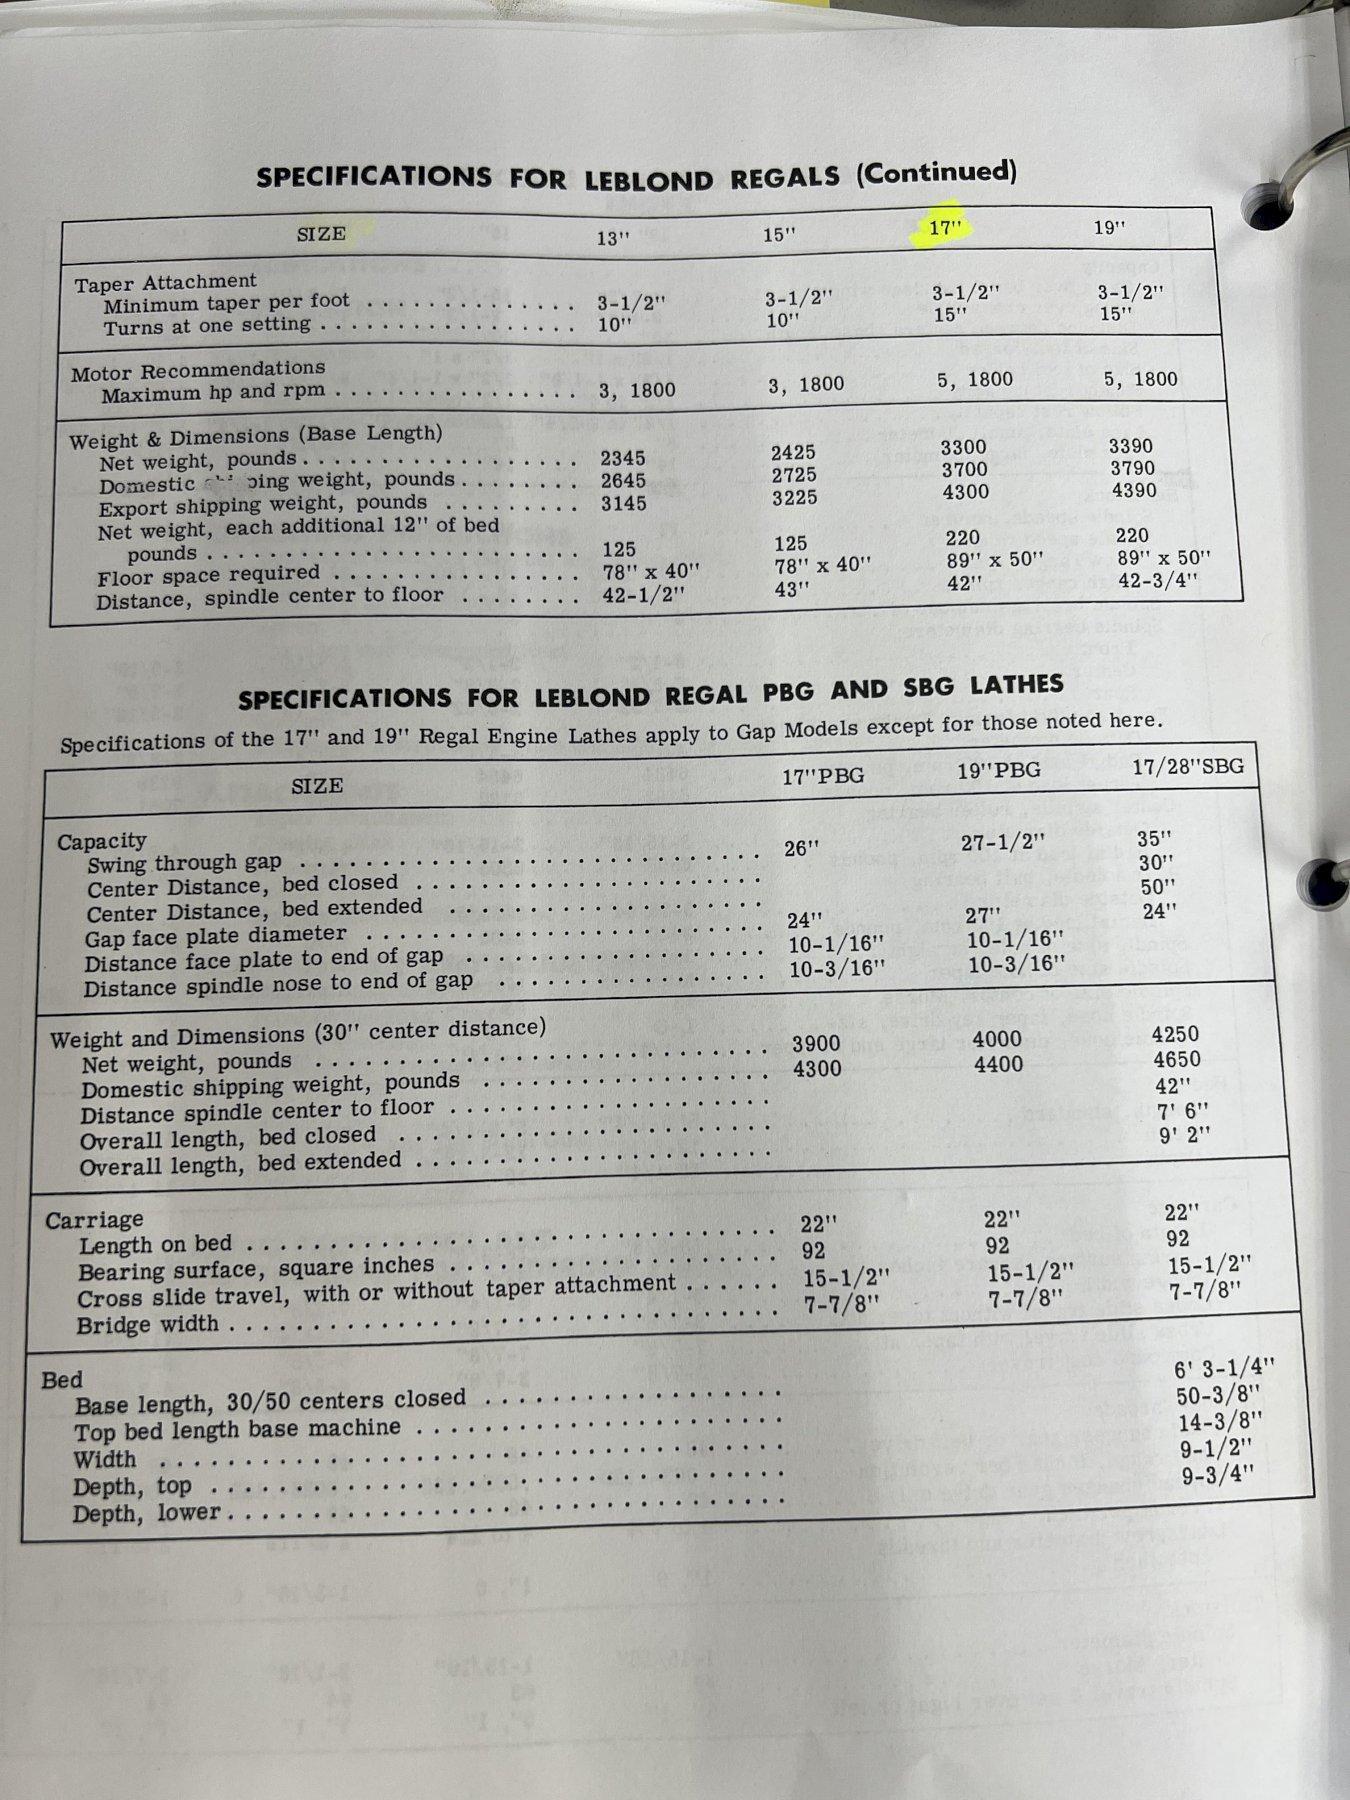 SPECIFICATIONS FOR LEBLOND REGALS (Continued)
SIZE 13" 15" 17" 19"
Taper Attachment
Minimum taper per foot . . . . . . . . . . . . . . 3-1/2" 3-1/2" 3-1/2" 3-1/2"
Turns at one setting . . . . . . . . . . . . . . . . . 10" 10" 15" 15"
Motor Recommendations
Maximum hp and rpm . . . . . . . . . . . . . . . . 3, 1800 3, 1800 5, 1800 5, 1800
Weight & Dimensions (Base Length)
Net weight, pounds . . . . . . . . . . . . . . . . . . 2345 2425 3300 3390
Domestic weight, pounds . . . . . . . . 2645 2725 3700 3790
Export shipping weight, pounds . . . . . . . . . 3145 3225 4300 4390
Net weight, each additional 12" of bed
pounds . . . . . . . . . . . . . . . . . . . . . . . . 125 125 220 220
Floor space required . . . . . . . . . . . . . . . . 78" x 40" 78" x 40" 89" x 50" 89" x 50"
Distance, spindle center to floor . . . . . . . . 42-1/2" 43" 42" 42-3/4"
SPECIFICATIONS FOR LEBLOND REGAL PBG AND SBG LATHES
Specifications of the 17" and 19" Regal Engine Lathes apply to Gap Models except for those noted here.
SIZE 17"PBG 19"PBG 17/28"SBG
Capacity
Swing through gap . . . . . . . . . . . . . . . . . . . . . . . . . . . . 26" 27-1/2" 35"
Center Distance, bed closed . . . . . . . . . . . . . . . . . . . . . 30"
Center Distance, bed extended . . . . . . . . . . . . . . . . . . . 50"
Gap face plate diameter . . . . . . . . . . . . . . . . . . . . . . . . 24" 27" 24"
Distance face plate to end of gap . . . . . . . . . . . . . . . . . . 10-1/16" 10-1/16"
Distance spindle nose to end of gap . . . . . . . . . . . . . . . . 10-3/16" 10-3/16"
Weight and Dimensions (30" center distance)
Net weight, pounds . . . . . . . . . . . . . . . . . . . . . . . . . . . 3900 4000 4250
Domestic shipping weight, pounds . . . . . . . . . . . . . . . . . 4300 4400 4650
Distance spindle center to floor . . . . . . . . . . . . . . . . . . . 42"
Overall length, bed closed . . . . . . . . . . . . . . . . . . . . . . 7' 6"
Overall length, bed extended . . . . . . . . . . . . . . . . . . . . . 9' 2"
Carriage
Length on bed . . . . . . . . . . . . . . . . . . . . . . . . . . . . . . . 22" 22" 22"
Bearing surface, square inches . . . . . . . . . . . . . . . . . . . 92 92 92
Cross slide travel, with or without taper attachment . . . . . . 15-1/2" 15-1/2" 15-1/2"
Bridge width . . . . . . . . . . . . . . . . . . . . . . . . . . . . . . . . 7-7/8" 7-7/8" 7-7/8"
Bed
Base length, 30/50 centers closed . . . . . . . . . . . . . . . . . . 6' 3-1/4"
Top bed length base machine . . . . . . . . . . . . . . . . . . . . . . 50-3/8"
Width . . . . . . . . . . . . . . . . . . . . . . . . . . . . . . . . . . . . 14-3/8"
Depth, top . . . . . . . . . . . . . . . . . . . . . . . . . . . . . . . . . 9-1/2"
Depth, lower . . . . . . . . . . . . . . . . . . . . . . . . . . . . . . . . 9-3/4"